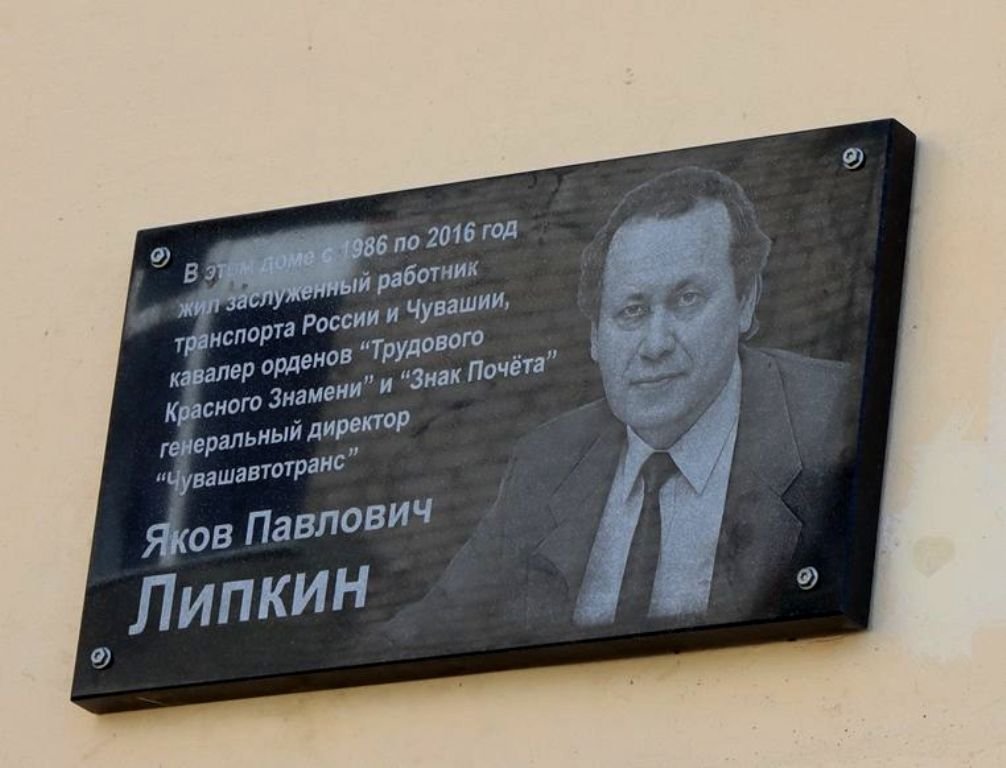 В этом доме с 1986 по 2016 год
жил заслуженный работник
транспорта России и Чувашии,
кавалер орденов “Трудового
Красного Знамени” и “Знак Почёта”
генеральный директор
“Чувашавтотранс”
Яков Павлович
Липкин